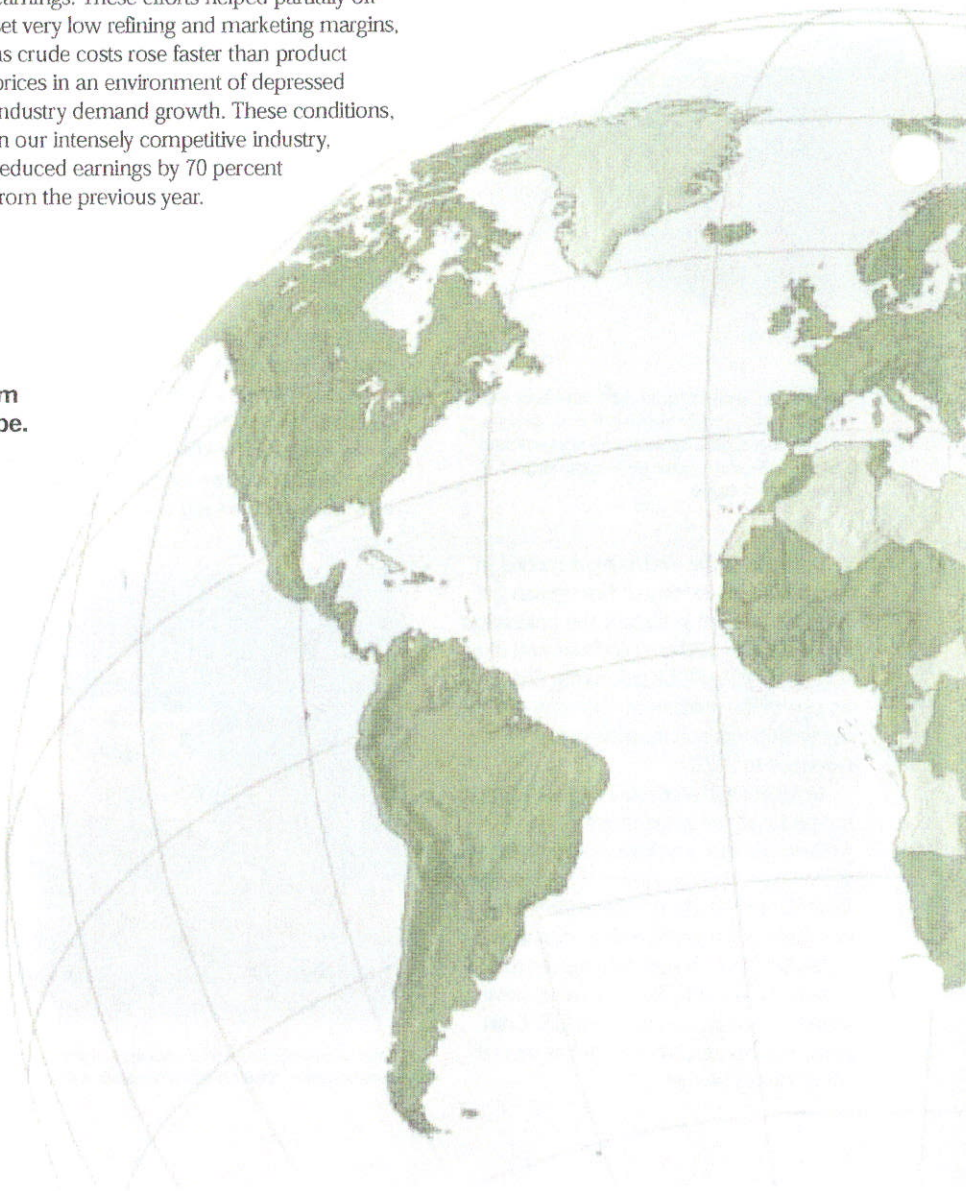 earnings. These efforts helped partially off-
set very low refining and marketing margins,
as crude costs rose faster than product
prices in an environment of depressed
industry demand growth. These conditions,
in our intensely competitive industry,
reduced earnings by 70 percent
from the previous year.
m
be.